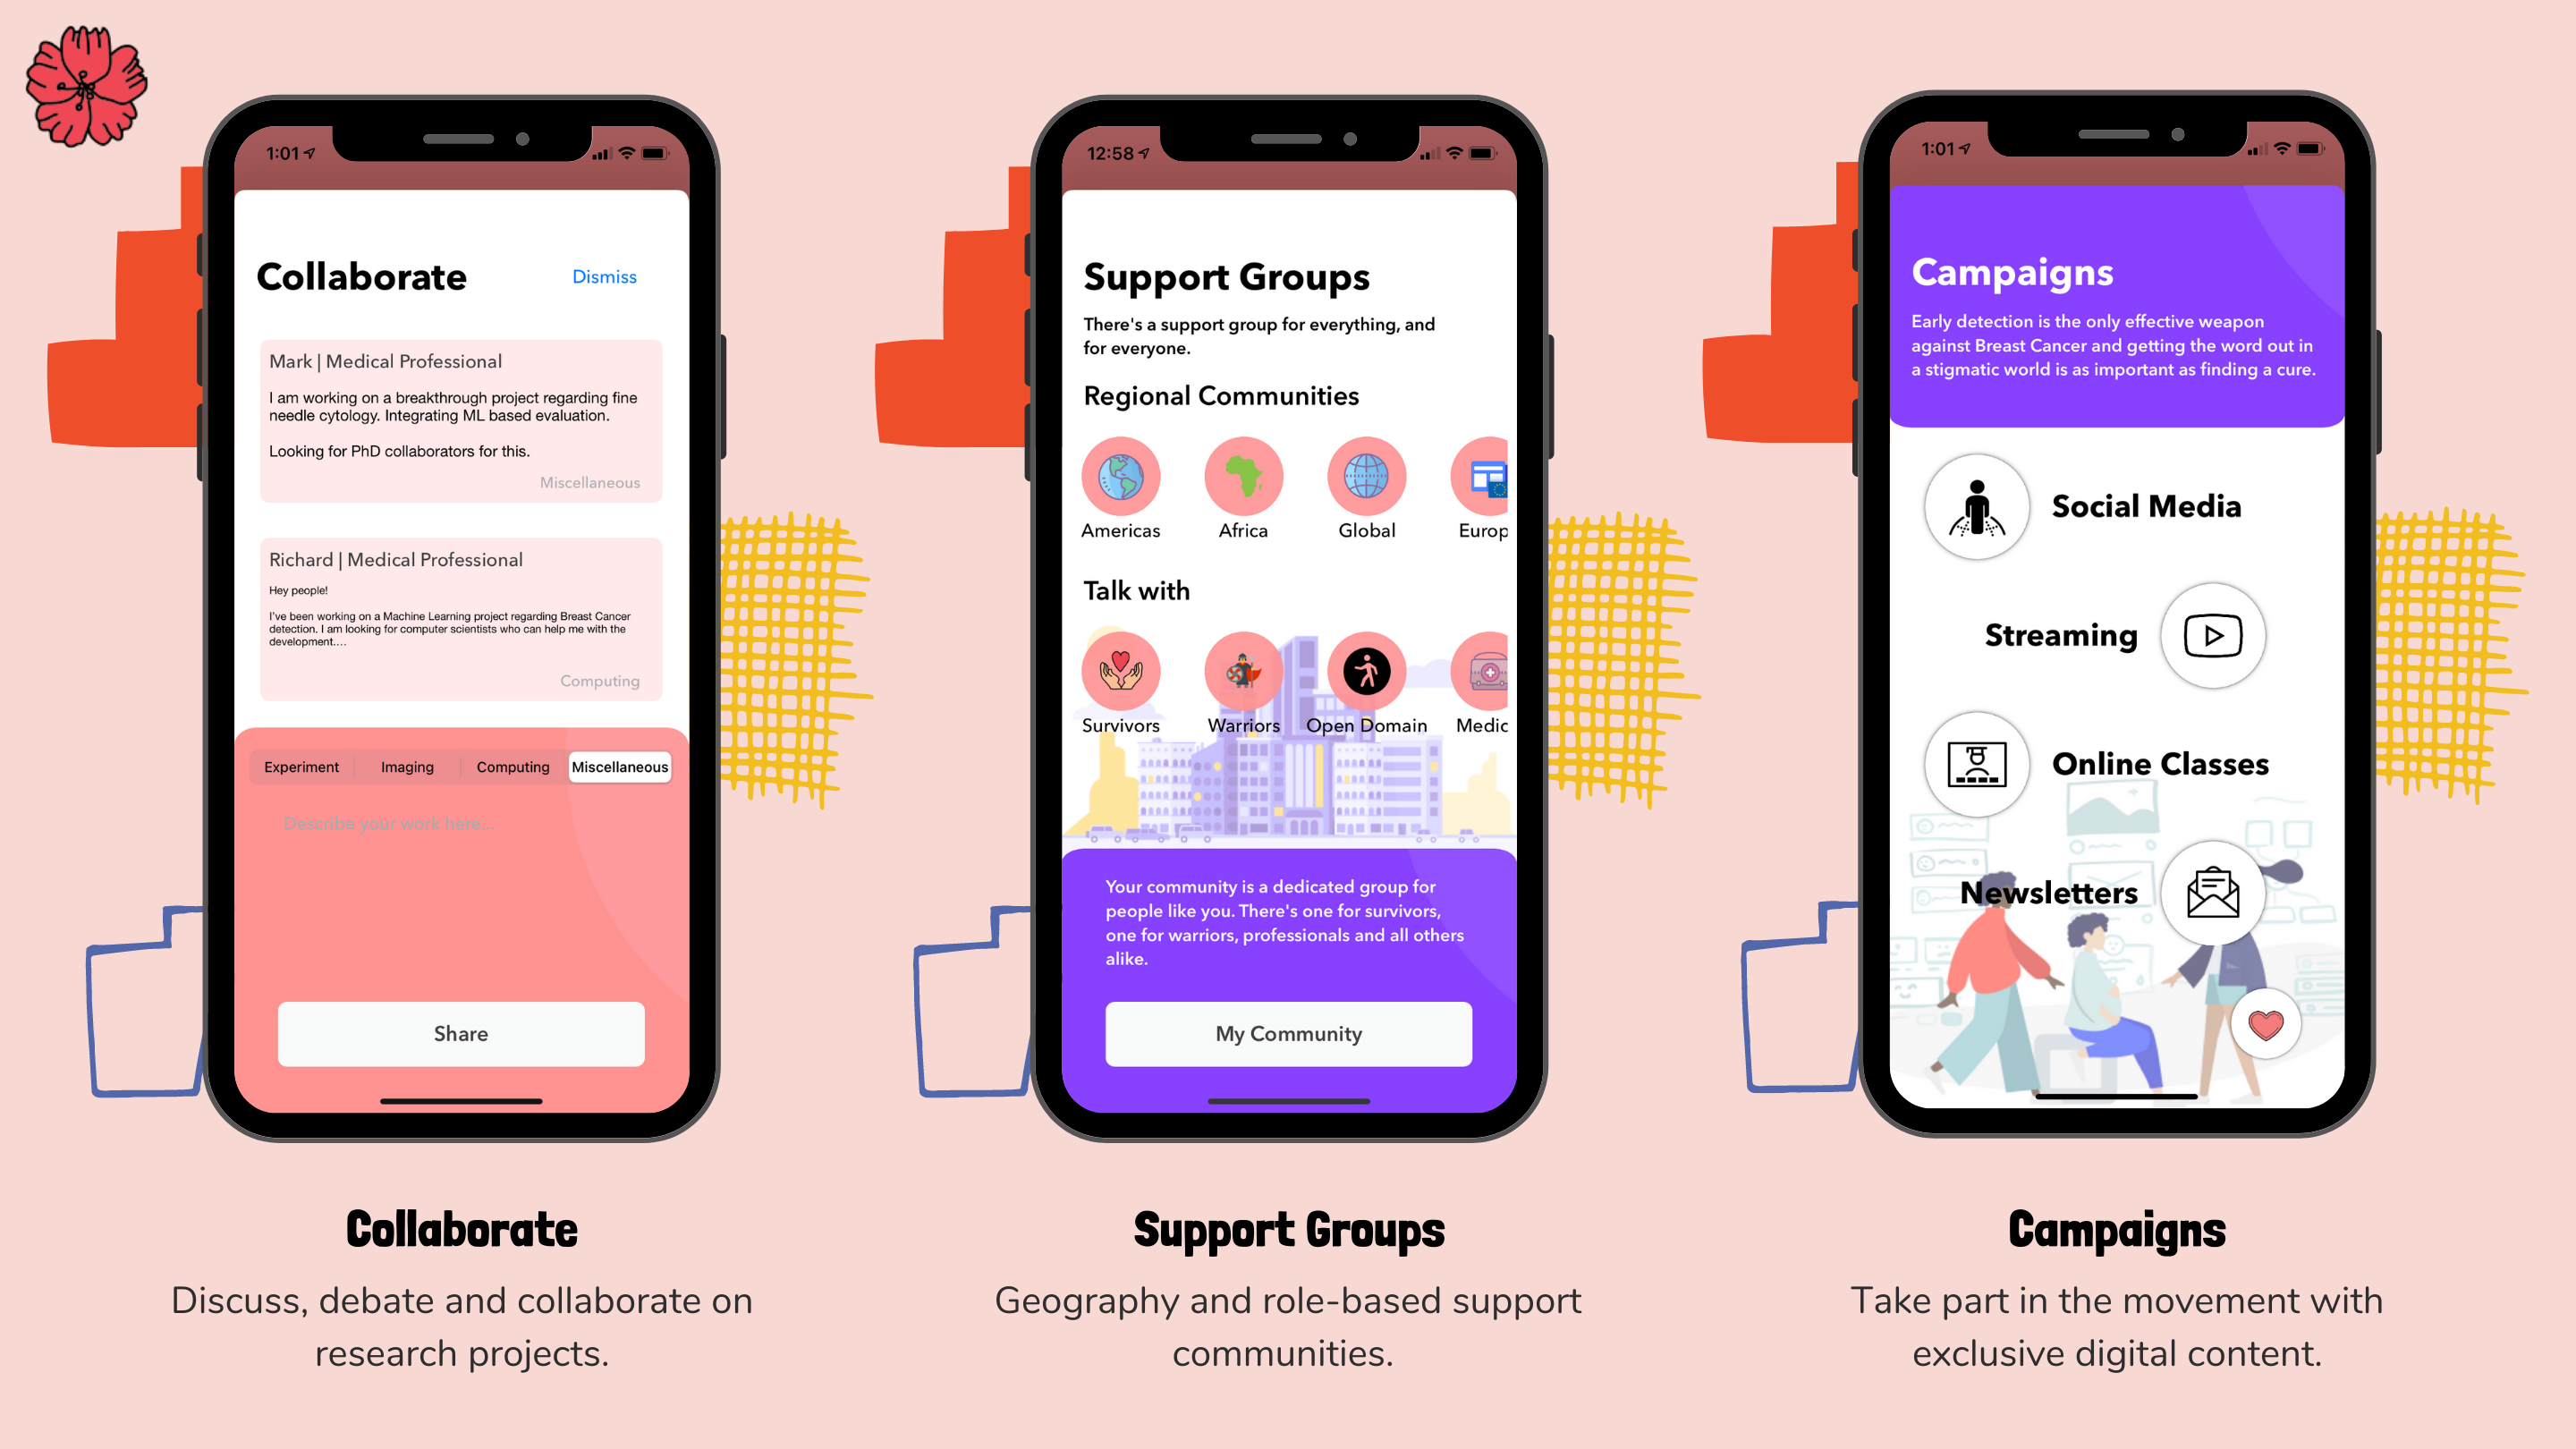 1:01
Collaborate
Dismiss
Mark | Medical Professional
I am working on a breakthrough project regarding fine
needle cytology. Integrating ML based evaluation.
Looking for PhD collaborators for this.
Miscellaneous
Richard | Medical Professional
Hey people!
I've been working on a Machine Learning project regarding Breast Cancer
detection. I am looking for computer scientists who can help me with the
development....
Computing
Experiment
Imaging
Computing
Miscellaneous
Describe your work here...
Share
Collaborate
Discuss, debate and collaborate on
research projects.
12:58
Support Groups
There's a support group for everything, and
for everyone.
Regional Communities
Americas
Africa
Global
Europ
Talk with
Survivors
Warriors
Open Domain
Medic
Your community is a dedicated group for
people like you. There's one for survivors,
one for warriors, professionals and all others
alike.
My Community
Support Groups
Geography and role-based support
communities.
1:01
Campaigns
Early detection is the only effective weapon
against Breast Cancer and getting the word out in
a stigmatic world is as important as finding a cure.
Social Media
Streaming
Online Classes
Newsletters
Campaigns
Take part in the movement with
exclusive digital content.